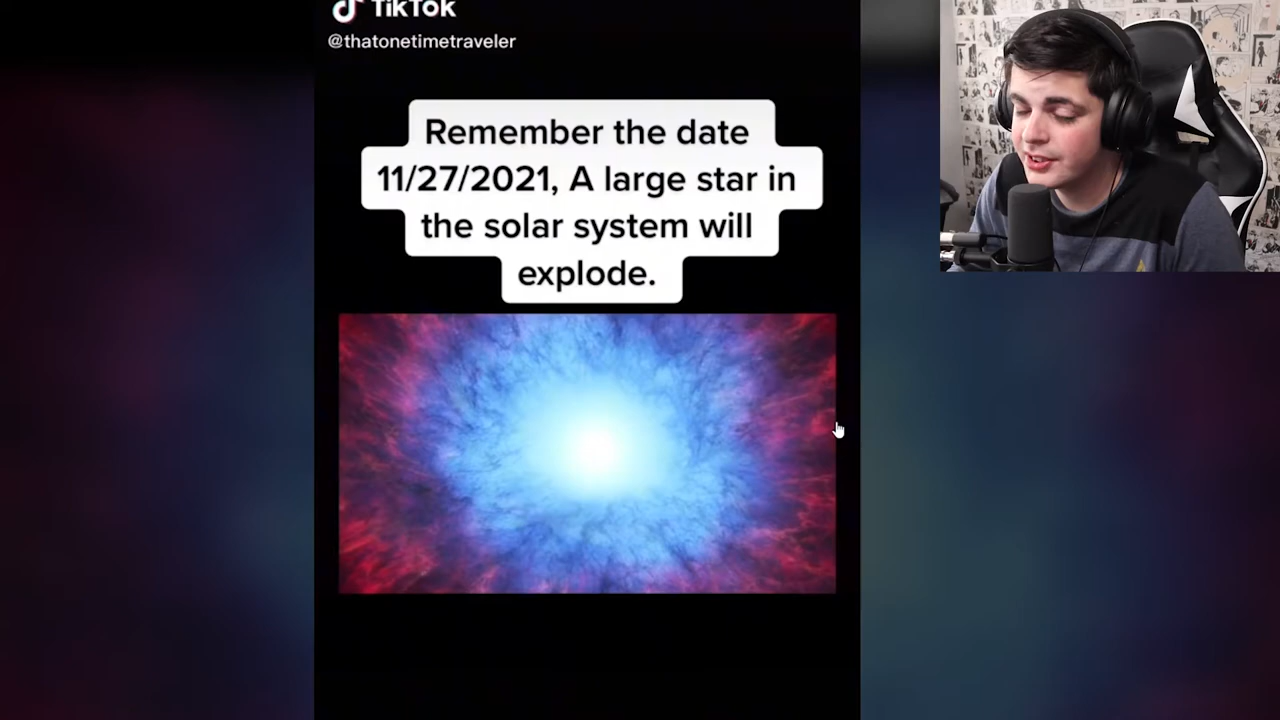 TikTok
@thatonetimetraveler
Remember the date
11/27/2021, A large star in
the solar system will
explode.